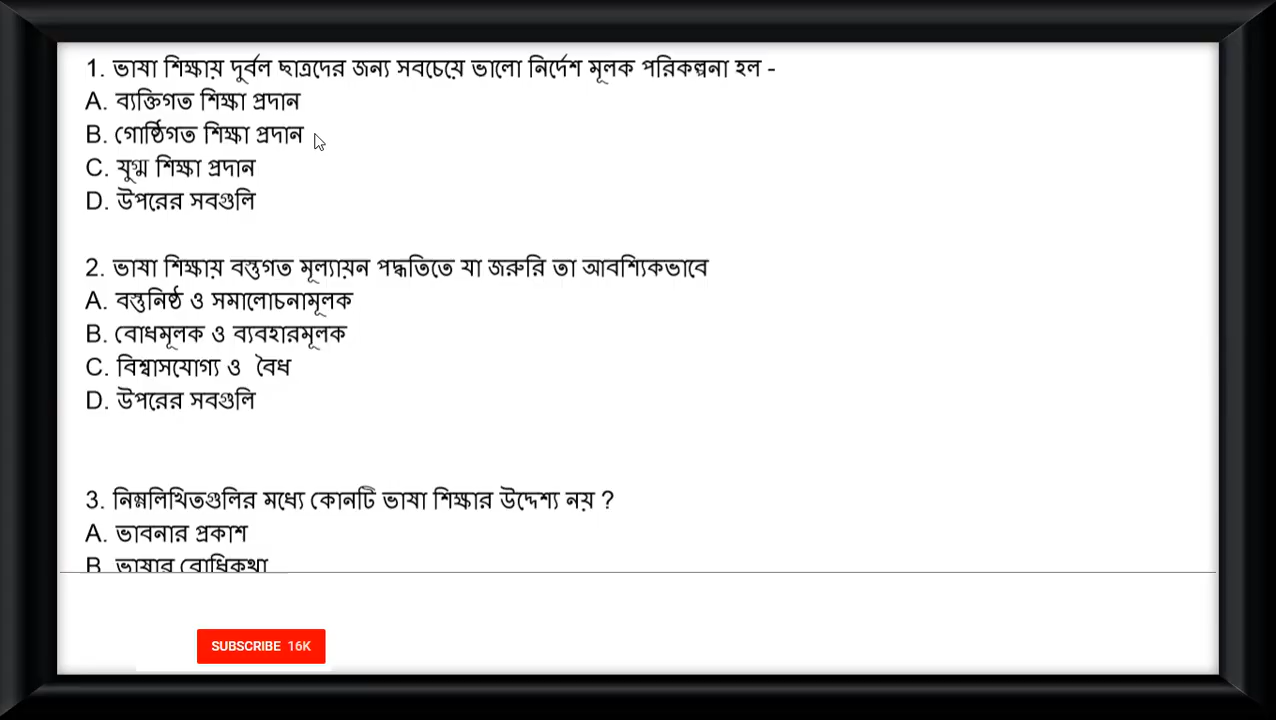 1. ভাষা শিক্ষায় দুর্বল ছাত্রদের জন্য সবচেয়ে ভালো নির্দেশ মূলক পরিকল্পনা হল -
A. ব্যক্তিগত শিক্ষা প্রদান
B. গোষ্ঠিগত শিক্ষা প্রদান
C. যুগ্ম শিক্ষা প্রদান
D. উপরের সবগুলি
2. ভাষা শিক্ষায় বস্তুগত মূল্যায়ন পদ্ধতিতে যা জরুরি তা আবশ্যিকভাবে
A. বস্তুনিষ্ঠ ও সমালোচনামূলক
B. বোধমূলক ও ব্যবহারমূলক
C. বিশ্বাসযোগ্য ও বৈধ
D. উপরের সবগুলি
3. নিম্নলিখিতগুলির মধ্যে কোনটি ভাষা শিক্ষার উদ্দেশ্য নয় ?
A. ভাবনার প্রকাশ
B. ভাষার বোধিকথা
SUBSCRIBE 16K